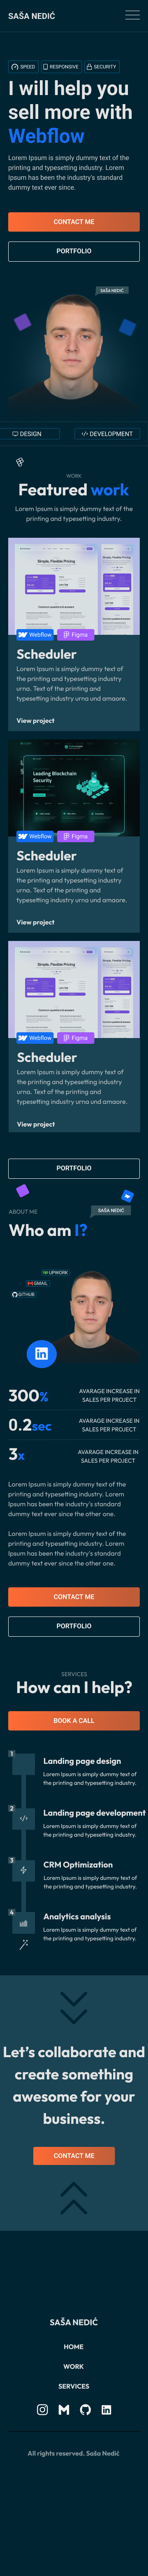 SAŠA NEDIĆ
SPEED
RESPONSIVE
SECURITY
I will help you
sell more with
Webflow
Lorem Ipsum is simply dummy text of the
printing and typesetting industry. Lorem
Ipsum has been the industry's standard
dummy text ever since.
CONTACT ME
PORTFOLIO
SAŠA NEDIĆ
DESIGN
</> DEVELOPMENT
WORK
Featured work
Lorem Ipsum is simply dummy text of the
printing and typesetting industry.
Simple, Flexible Pricing
Webflow
Figma
Scheduler
Lorem Ipsum is simply dummy text of
the printing and typesetting industry
urna. Text of the printing and
typesetting industry urna und amaore.
View project
Leading Blockchain
Security
Webflow
Figma
Scheduler
Lorem Ipsum is simply dummy text of
the printing and typesetting industry
urna. Text of the printing and
typesetting industry urna und amaore.
View project
Simple, Flexible Pricing
Webflow
Figma
Scheduler
Lorem Ipsum is simply dummy text of
the printing and typesetting industry
urna. Text of the printing and
typesetting industry urna und amaore.
View project
PORTFOLIO
SAŠA NEDIĆ
ABOUT ME
Who am I?
UPWORK
GMAIL
GITHUB
300%
AVARAGE INCREASE IN
SALES PER PROJECT
0.2sec
AVARAGE INCREASE IN
SALES PER PROJECT
3x
AVARAGE INCREASE IN
SALES PER PROJECT
Lorem Ipsum is simply dummy text of the
printing and typesetting industry. Lorem
Ipsum has been the industry's standard
dummy text ever since the other one.
Lorem Ipsum is simply dummy text of the
printing and typesetting industry. Lorem
Ipsum has been the industry's standard
dummy text ever since the other one.
CONTACT ME
PORTFOLIO
SERVICES
How can I help?
BOOK A CALL
1
Landing page design
Lorem Ipsum is simply dummy text of
the printing and typesetting industry.
2
Landing page development
Lorem Ipsum is simply dummy text of
the printing and typesetting industry.
3
CRM Optimization
Lorem Ipsum is simply dummy text of
the printing and typesetting industry.
4
Analytics analysis
Lorem Ipsum is simply dummy text of
the printing and typesetting industry.
Let's collaborate and
create something
awesome for your
business.
CONTACT ME
SAŠA NEDIĆ
HOME
WORK
SERVICES
All rights reserved. Saša Nedić